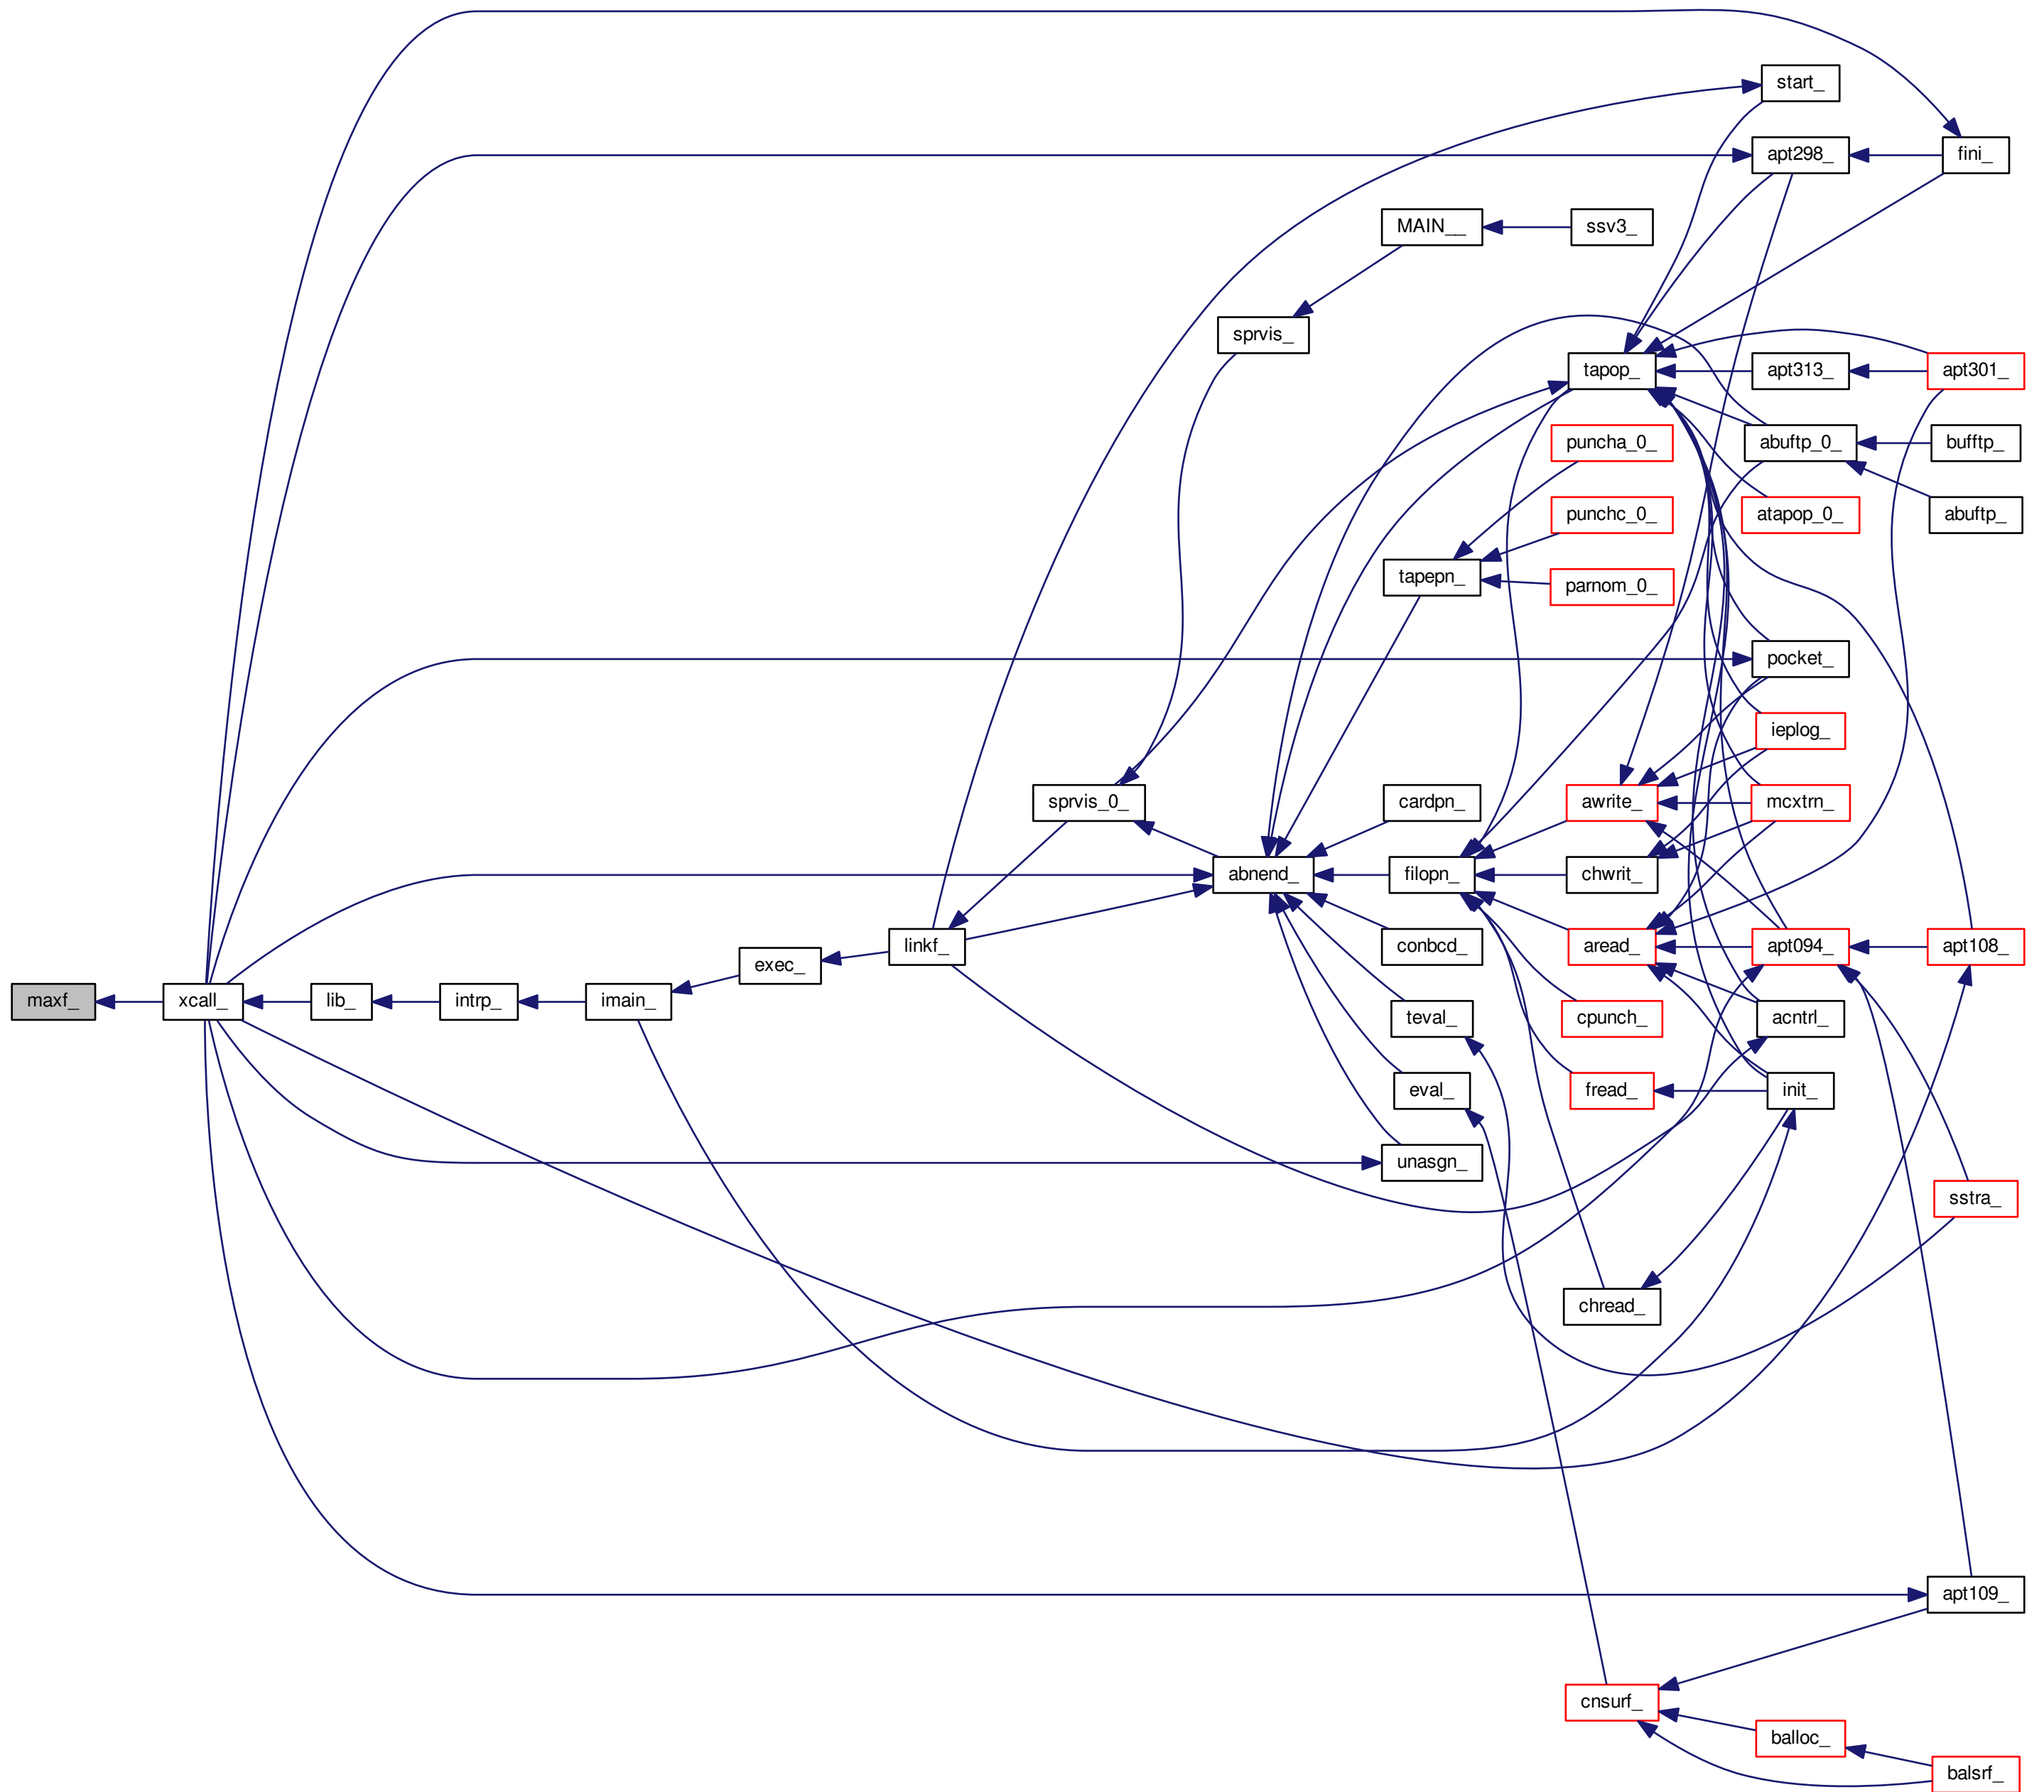 start_
apt298_
fini_
MAIN__
ssv3_
sprvis_
tapop_
apt313_
apt301_
puncha_0_
abuftp_0_
bufftp_
punchc_0_
atapop_0_
abuftp_
tapepn_
parnom_0_
pocket_
ieplog_
sprvis_0_
cardpn_
awrite_
mcxtrn_
abnend_
filopn_
chwrit_
linkf_
conbcd_
aread_
apt094_
apt108_
exec_
maxf_
xcall_
lib_
intrp_
imain_
teval_
cpunch_
acntrl_
eval_
fread_
init_
unasgn_
sstra_
chread_
apt109_
cnsurf_
balloc_
balsrf_